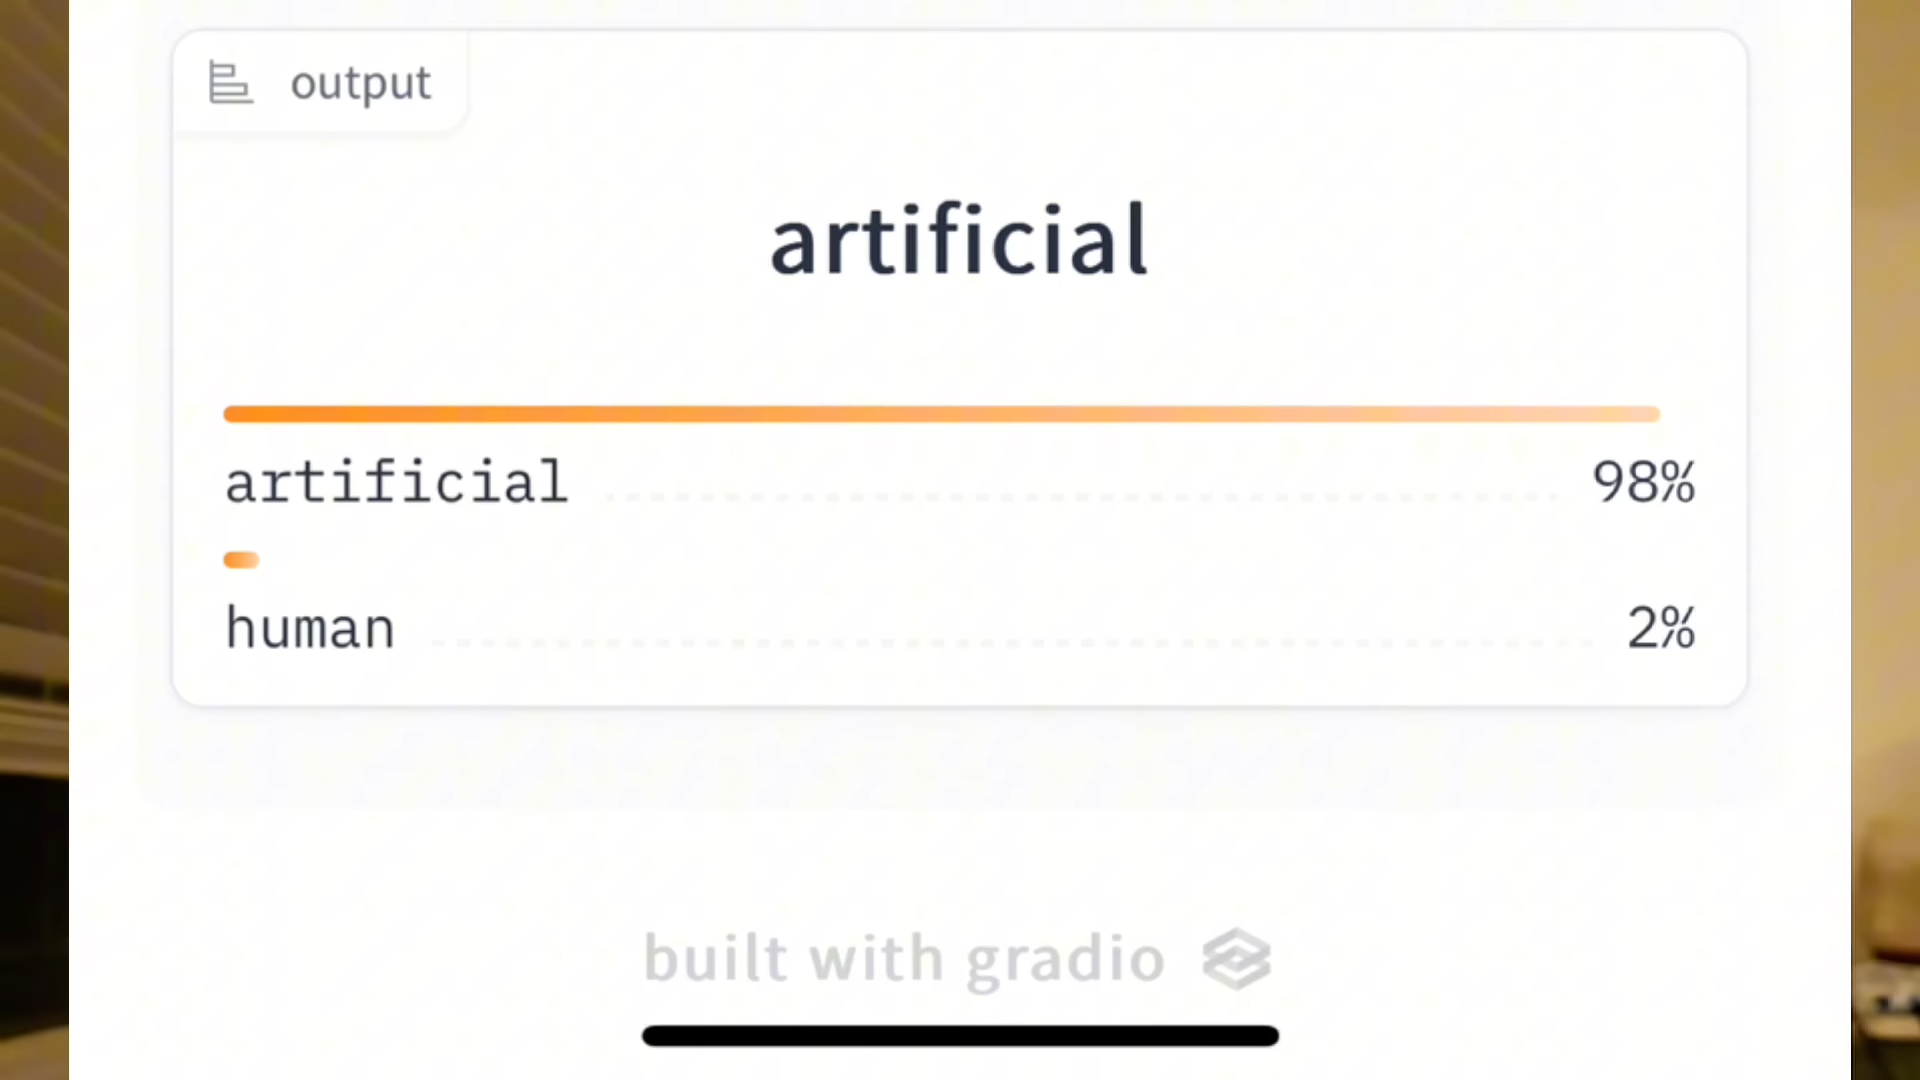 output
artificial
artificial 98%
human 2%
built with gradio